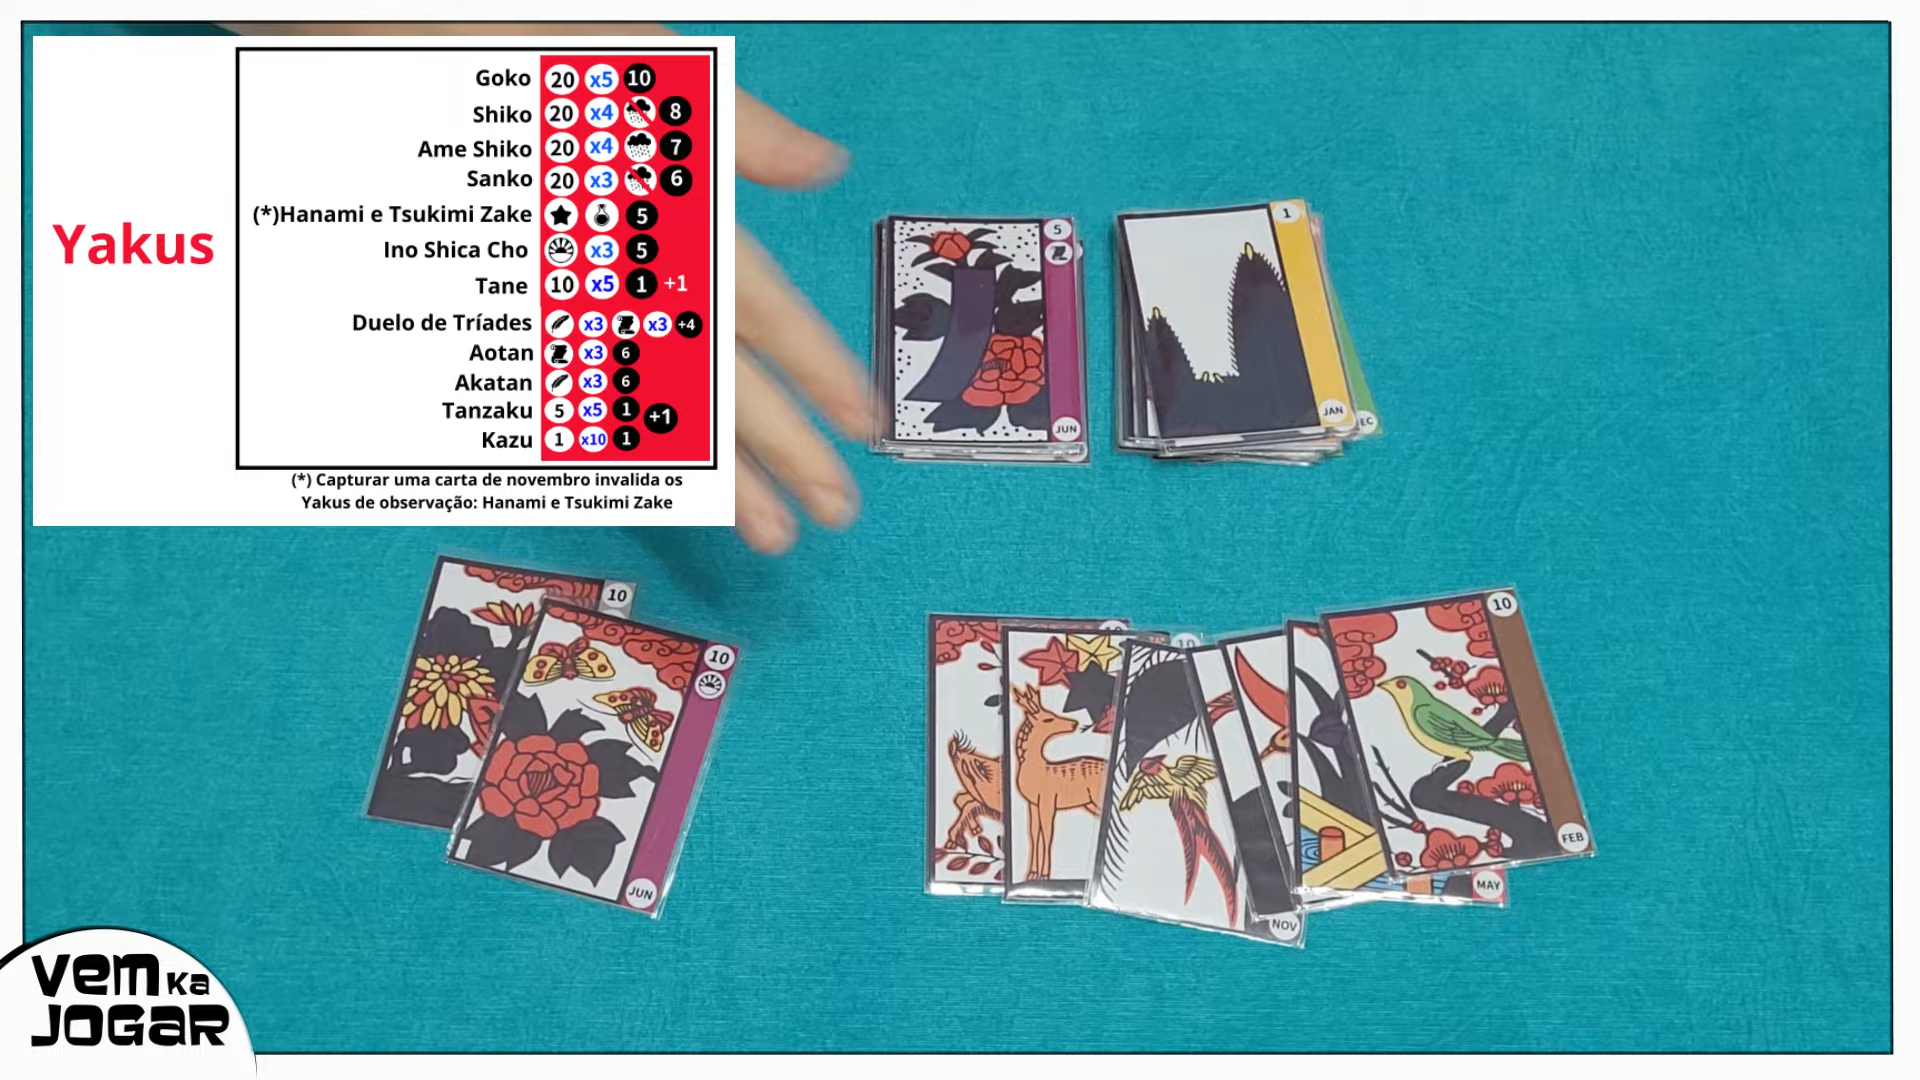 Yakus
Goko 20 x5 10
Shiko 20 x4 8
Ame Shiko 20 x4 7
Sanko 20 x3 6
(*)Hanami e Tsukimi Zake 5
Ino Shica Cho x3 5
Tane 10 x5 1 +1
Duelo de Tríades x3 x3 +4
Aotan x3 6
Akatan x3 6
Tanzaku 5 x5 1 +1
Kazu 1 x10 1
(*) Capturar uma carta de novembro invalida os
Yakus de observação: Hanami e Tsukimi Zake
5
JUN
1
JAN
EC
10
10
JUN
10
NOV
MAY
10
FEB
VEM KA
JOGAR